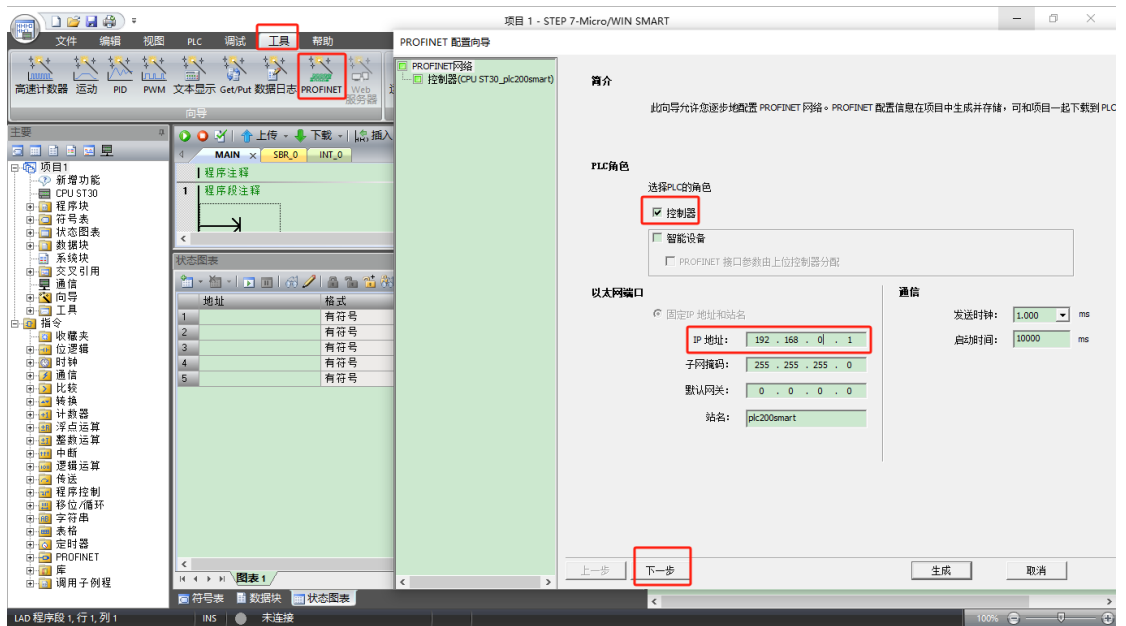 项目 1 - STEP 7-Micro/WIN SMART
文件 编辑 视图 PLC 调试 工具 帮助
高速计数器 运动 PID PWM 文本显示 Get/Put 数据日志 PROFINET Web
服务器
向导
主要
上传 下载 插入
MAIN SBR_0 INT_0
程序注释
1 程序段注释
项目1
新增功能
CPU ST30
程序块
符号表
状态图表
数据块
系统块
交叉引用
通信
向导
工具
指令
收藏夹
位逻辑
时钟
通信
比较
转换
计数器
浮点运算
整数运算
中断
逻辑运算
传送
程序控制
移位/循环
字符串
表格
定时器
PROFINET
库
调用子例程
状态图表
地址 格式
1 有符号
2 有符号
3 有符号
4 有符号
5 有符号
图表 1
符号表 数据块 状态图表
PROFINET 配置向导
PROFINET网络
控制器(CPU ST30_plc200smart)
简介
此向导允许您逐步地配置 PROFINET 网络。PROFINET 配置信息在项目中生成并存储，可和项目一起下载到 PLC
PLC角色
选择PLC的角色
控制器
智能设备
PROFINET 接口参数由上位控制器分配
以太网端口
固定IP 地址和站名
IP 地址: 192 . 168 . 0 . 1
子网掩码: 255 . 255 . 255 . 0
默认网关: 0 . 0 . 0 . 0
站名: plc200smart
通信
发送时钟: 1.000 ms
启动时间: 10000 ms
上一步 下一步 生成 取消
LAD 程序段 1, 行 1, 列 1 INS 未连接 100%